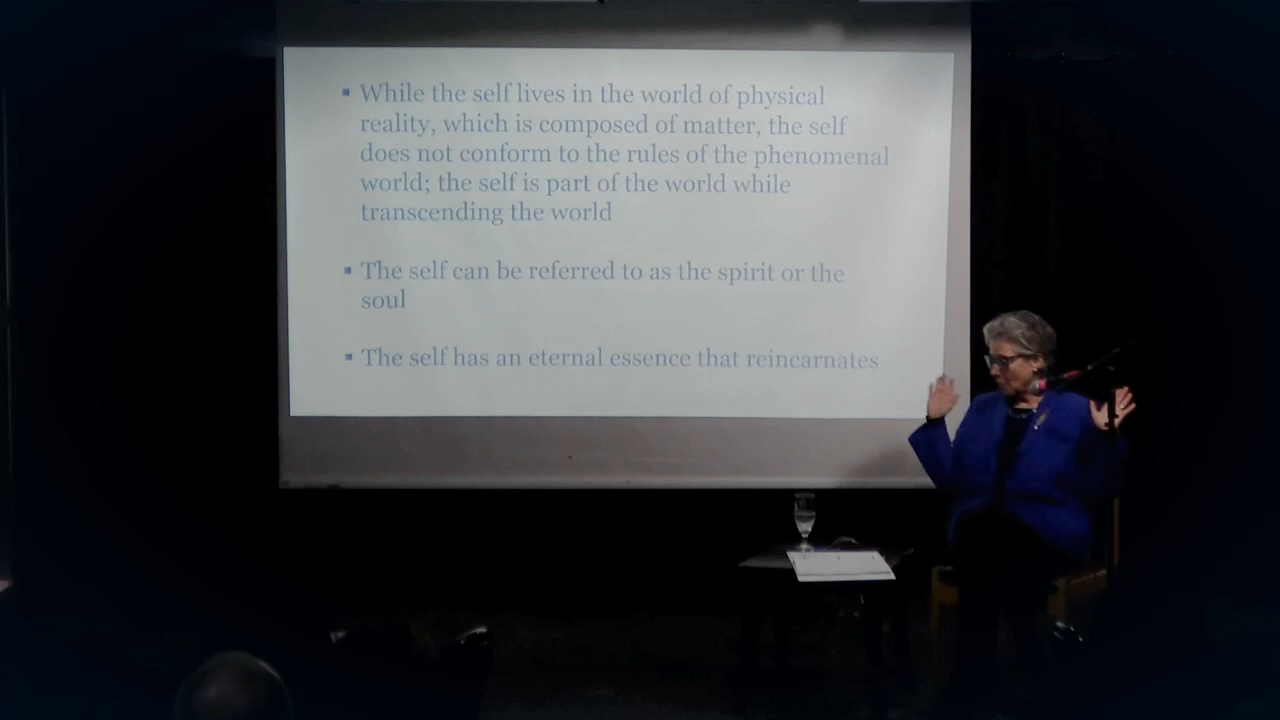 ▪ While the self lives in the world of physical
reality, which is composed of matter, the self
does not conform to the rules of the phenomenal
world; the self is part of the world while
transcending the world
▪ The self can be referred to as the spirit or the
soul
▪ The self has an eternal essence that reincarnates